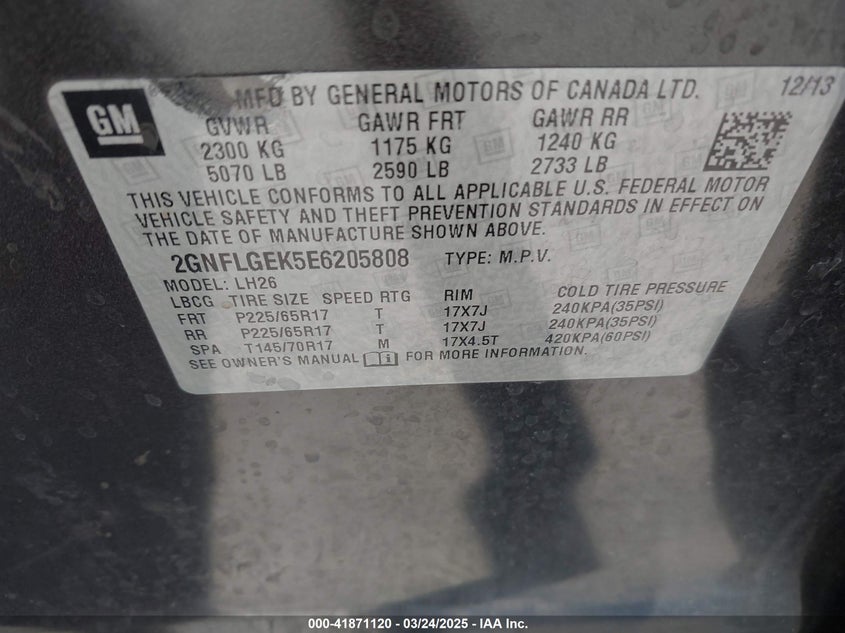 GM
MFD BY GENERAL MOTORS OF CANADA LTD. 12/13
GVWR GAWR FRT GAWR RR
2300 KG 1175 KG 1240 KG
5070 LB 2590 LB 2733 LB
THIS VEHICLE CONFORMS TO ALL APPLICABLE U.S. FEDERAL MOTOR
VEHICLE SAFETY AND THEFT PREVENTION STANDARDS IN EFFECT ON
THE DATE OF MANUFACTURE SHOWN ABOVE.
2GNFLGEK5E6205808 TYPE: M.P.V.
MODEL: LH26
LBCG TIRE SIZE SPEED RTG RIM COLD TIRE PRESSURE
FRT P225/65R17 T 17X7J 240KPA(35PSI)
RR P225/65R17 T 17X7J 240KPA(35PSI)
SPA T145/70R17 M 17X4.5T 420KPA(60PSI)
SEE OWNER'S MANUAL FOR MORE INFORMATION.
000-41871120 - 03/24/2025 - IAA Inc.